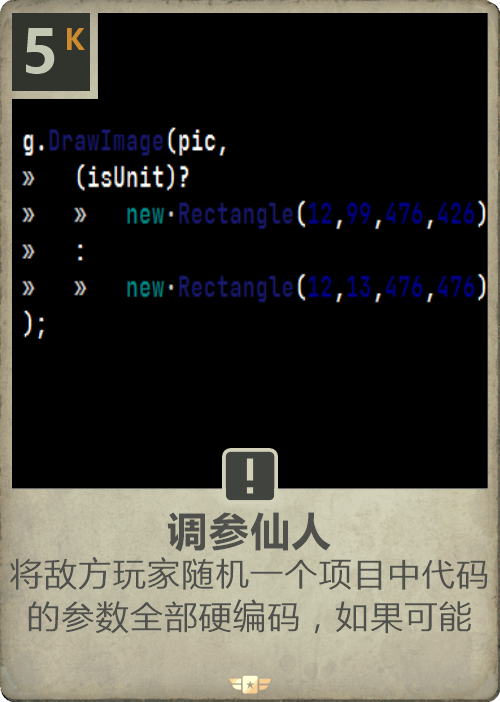 5K
g.DrawImage(pic,
»   (isUnit)?
»   »   new·Rectangle(12,99,476,426)
»   :
»   »   new·Rectangle(12,13,476,476)
);
!
调参仙人
将敌方玩家随机一个项目中代码
的参数全部硬编码，如果可能